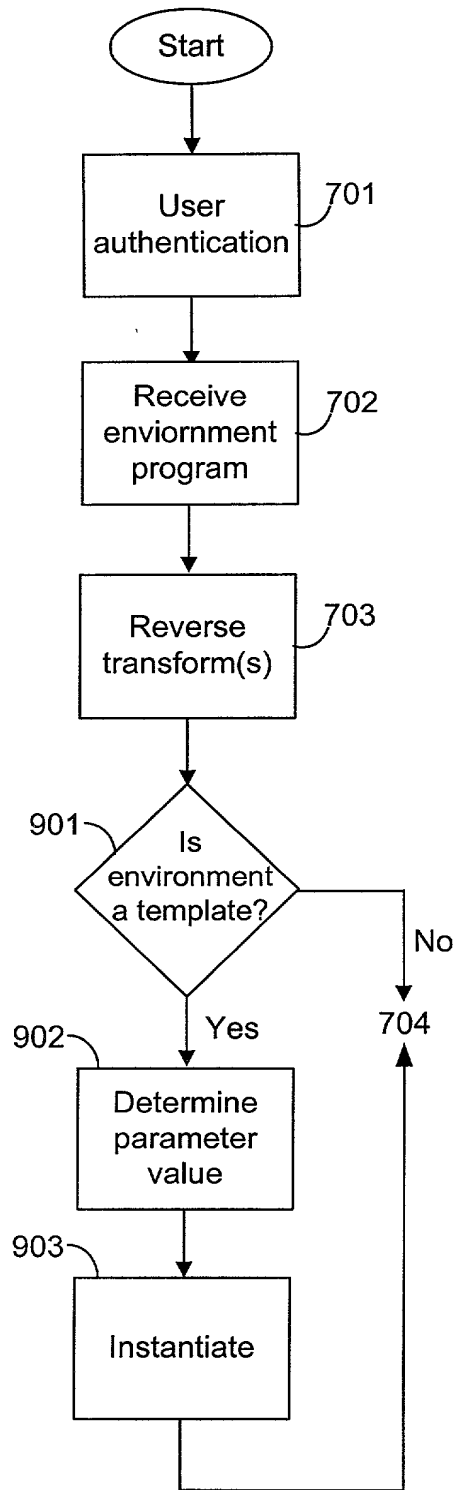 Start
701
User
authentication
702
Receive
enviornment
program
703
Reverse
transform(s)
901
Is
environment
a template?
No
704
Yes
902
Determine
parameter
value
903
Instantiate